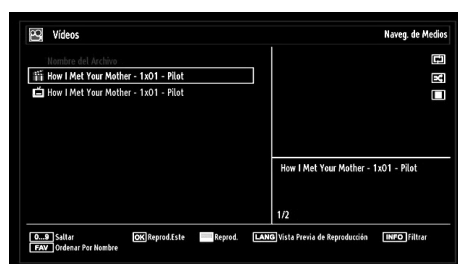 Vídeos
Naveg. de Medios
Nombre del Archivo
How I Met Your Mother - 1x01 - Pilot
How I Met Your Mother - 1x01 - Pilot
How I Met Your Mother - 1x01 - Pilot
1/2
0...9 Saltar
OK Reprod.Este
Reprod.
LANG Vista Previa de Reproducción
INFO Filtrar
FAV Ordenar Por Nombre